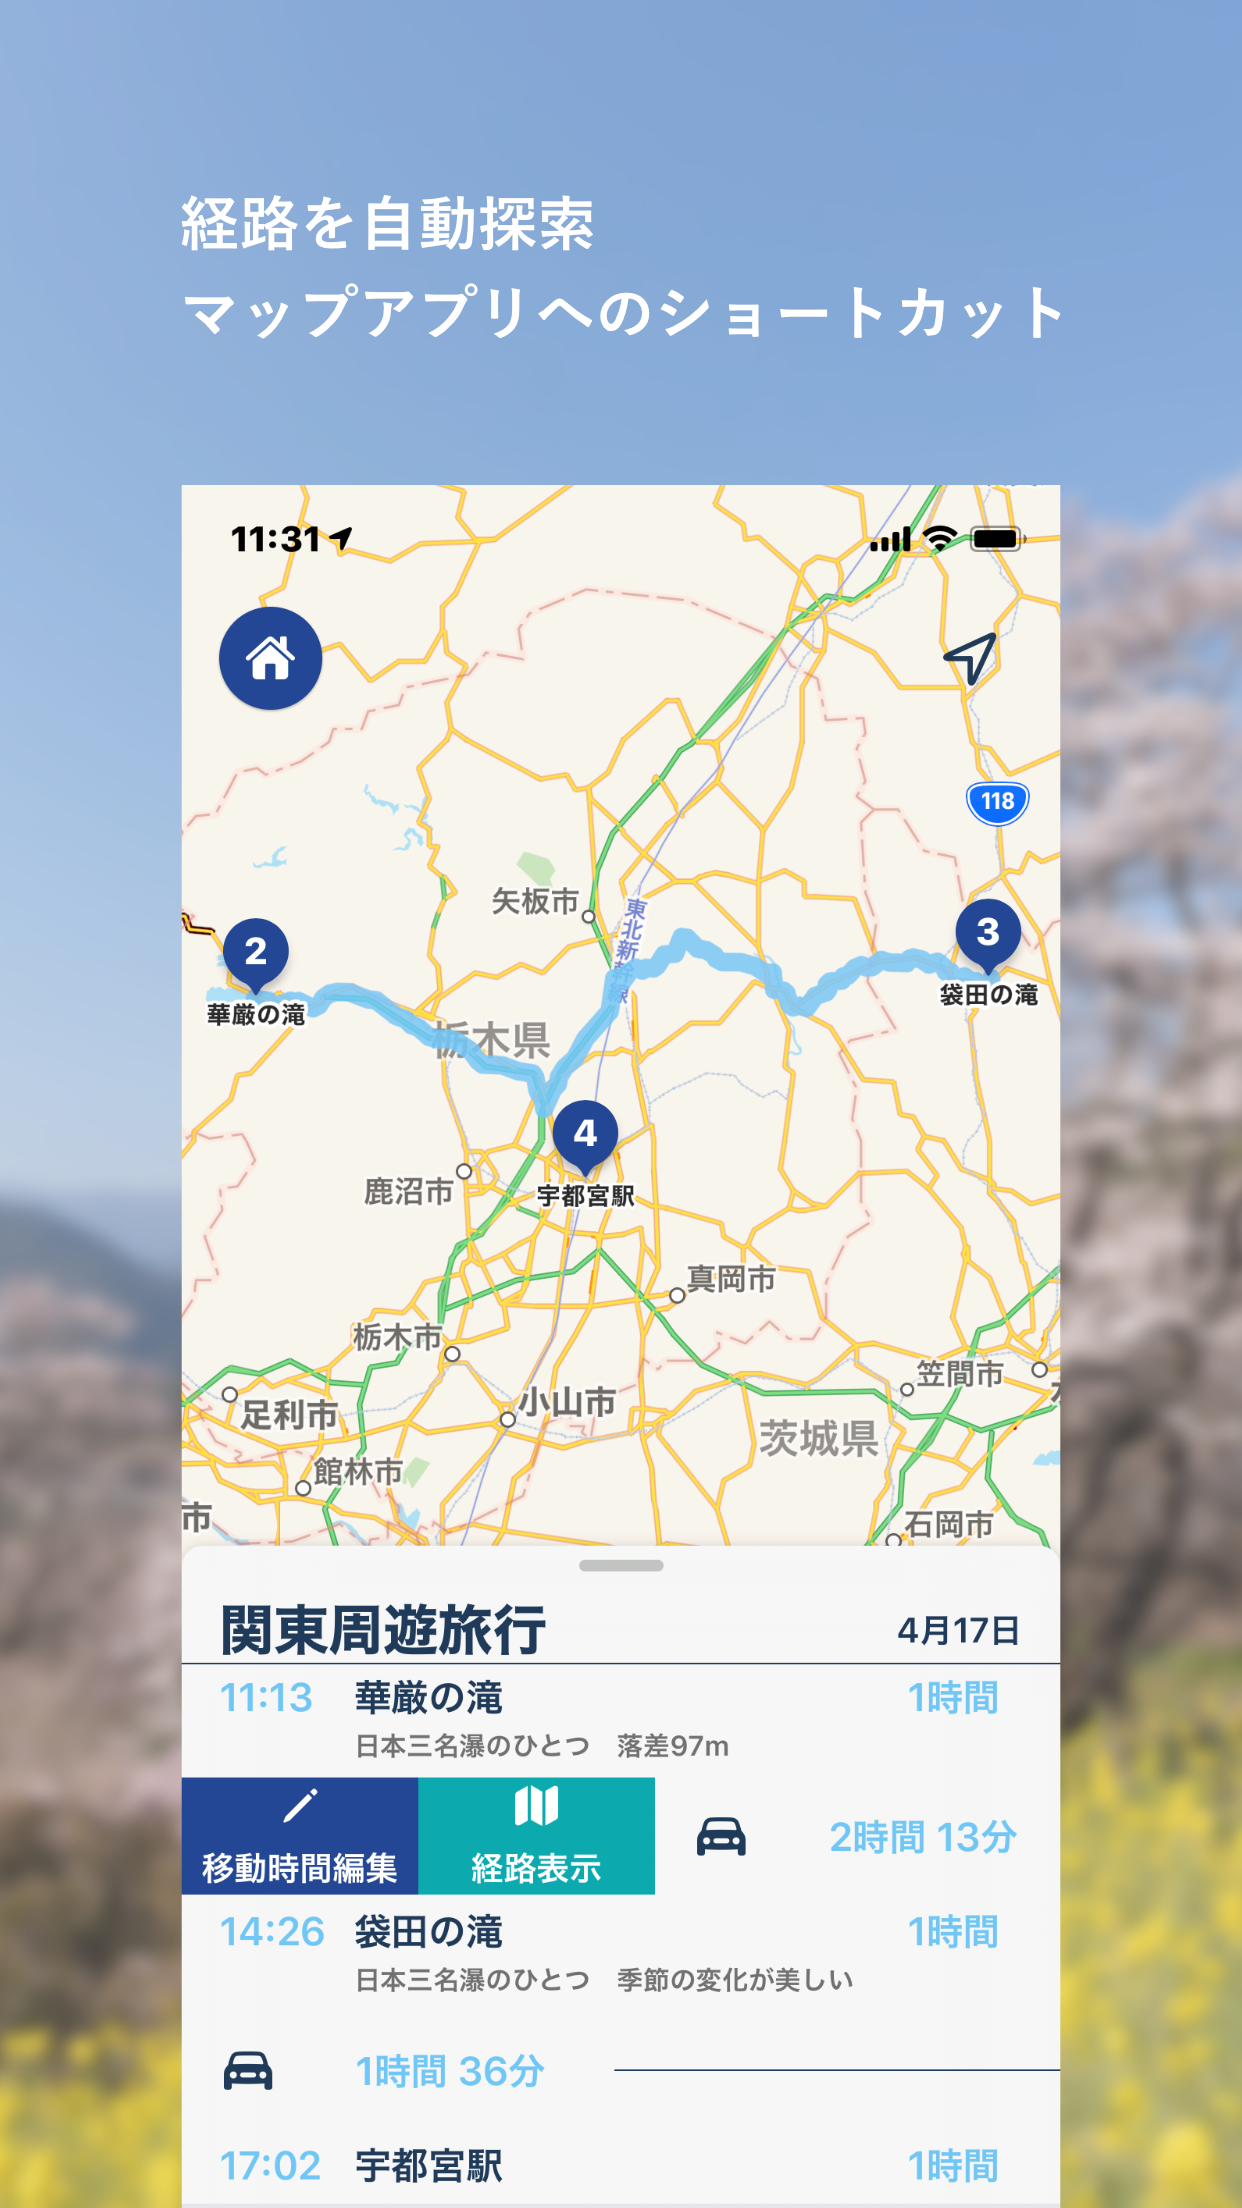 経路を自動探索
マップアプリへのショートカット
11:31
118
矢板市
東北新幹線
2
3
華厳の滝
袋田の滝
栃木県
4
宇都宮駅
鹿沼市
真岡市
栃木市
笠間市
足利市
小山市
茨城県
館林市
市
石岡市
関東周遊旅行 4月17日
11:13 華厳の滝 1時間
日本三名瀑のひとつ 落差97m
移動時間編集 経路表示 2時間 13分
14:26 袋田の滝 1時間
日本三名瀑のひとつ 季節の変化が美しい
1時間 36分
17:02 宇都宮駅 1時間